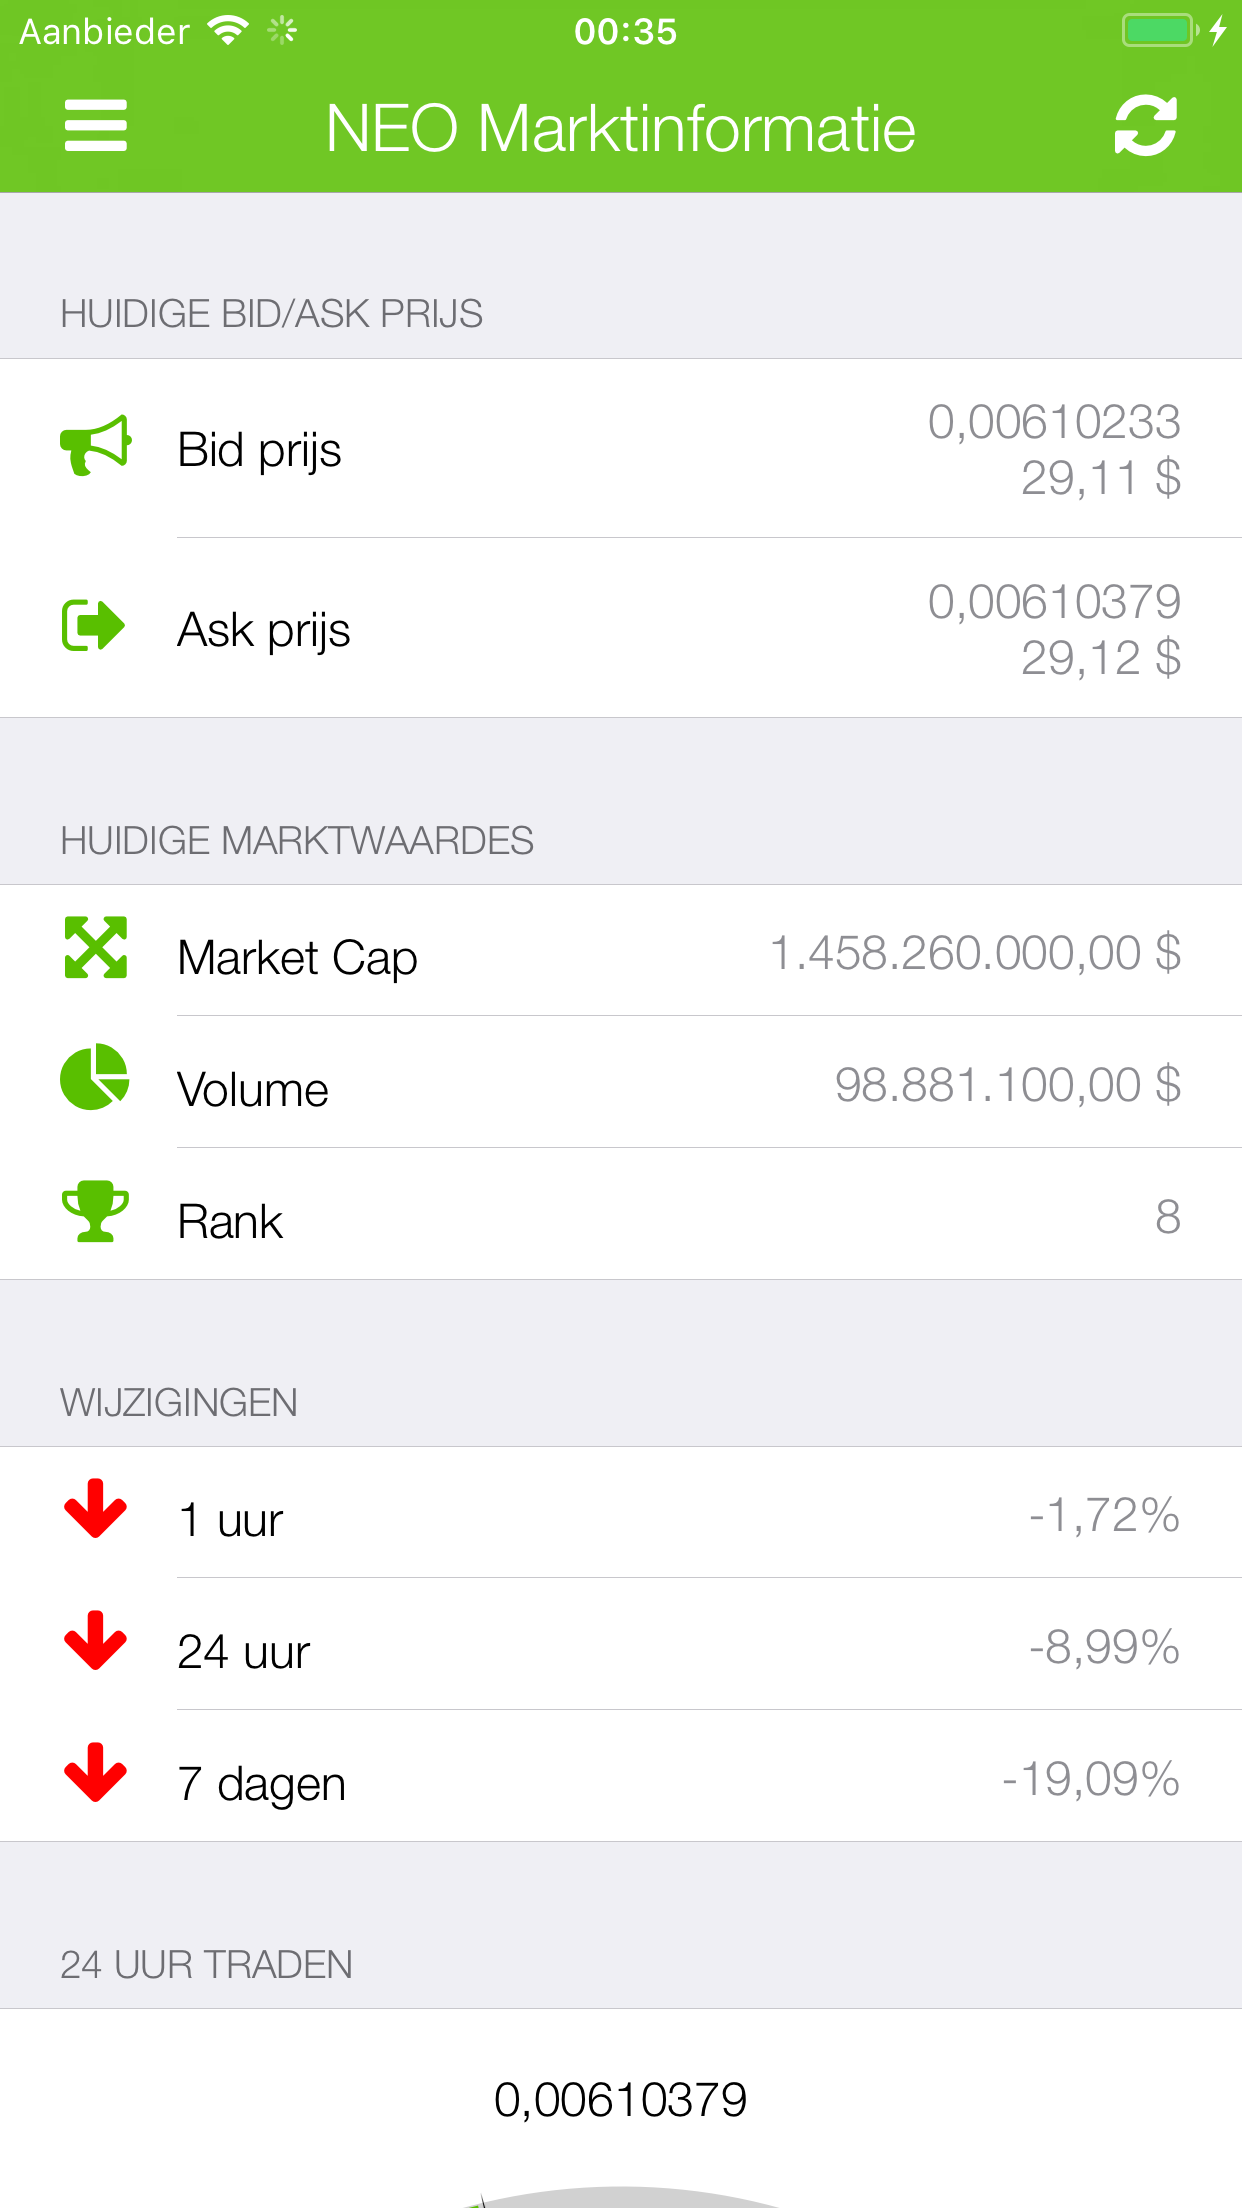 Aanbieder 00:35
NEO Marktinformatie
HUIDIGE BID/ASK PRIJS
Bid prijs
0,00610233
29,11 $
Ask prijs
0,00610379
29,12 $
HUIDIGE MARKTWAARDES
Market Cap 1.458.260.000,00 $
Volume 98.881.100,00 $
Rank 8
WIJZIGINGEN
1 uur -1,72%
24 uur -8,99%
7 dagen -19,09%
24 UUR TRADEN
0,00610379